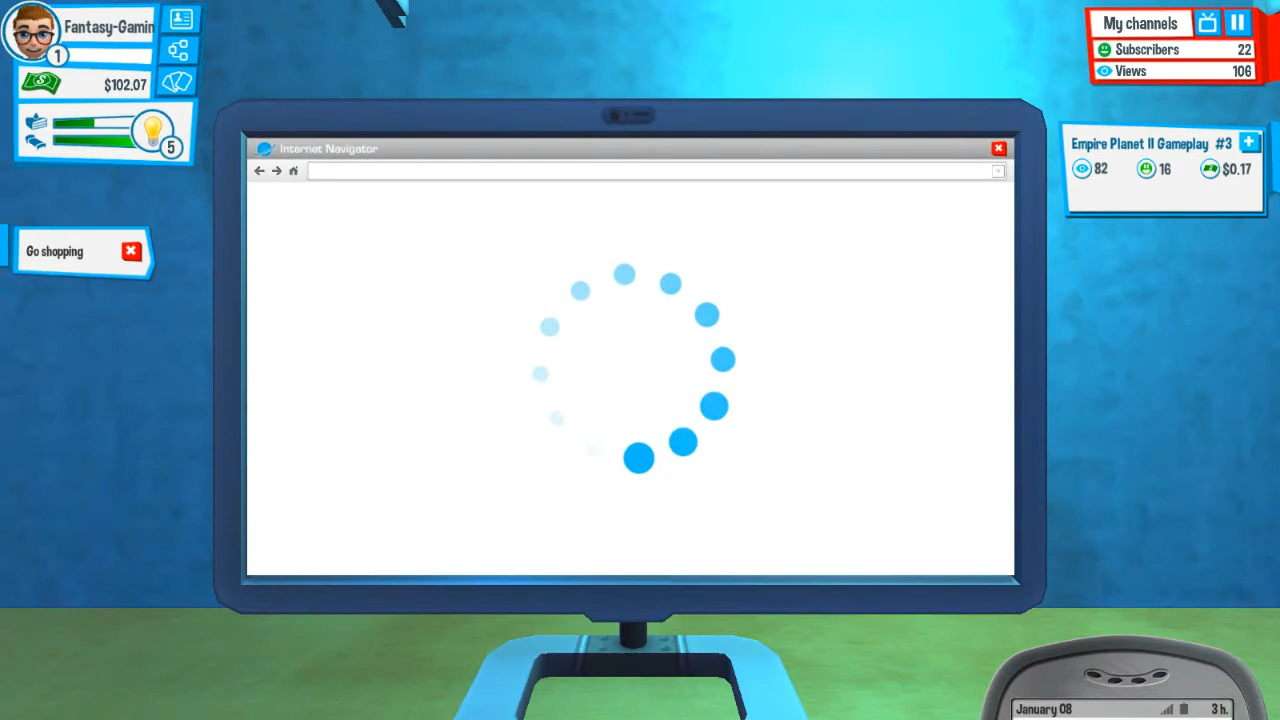 Fantasy-Gamin
1
$102.07
5
Go shopping
Internet Navigator
My channels
Subscribers 22
Views 106
Empire Planet II Gameplay #3
82 16 $0.17
January 08 3 h.